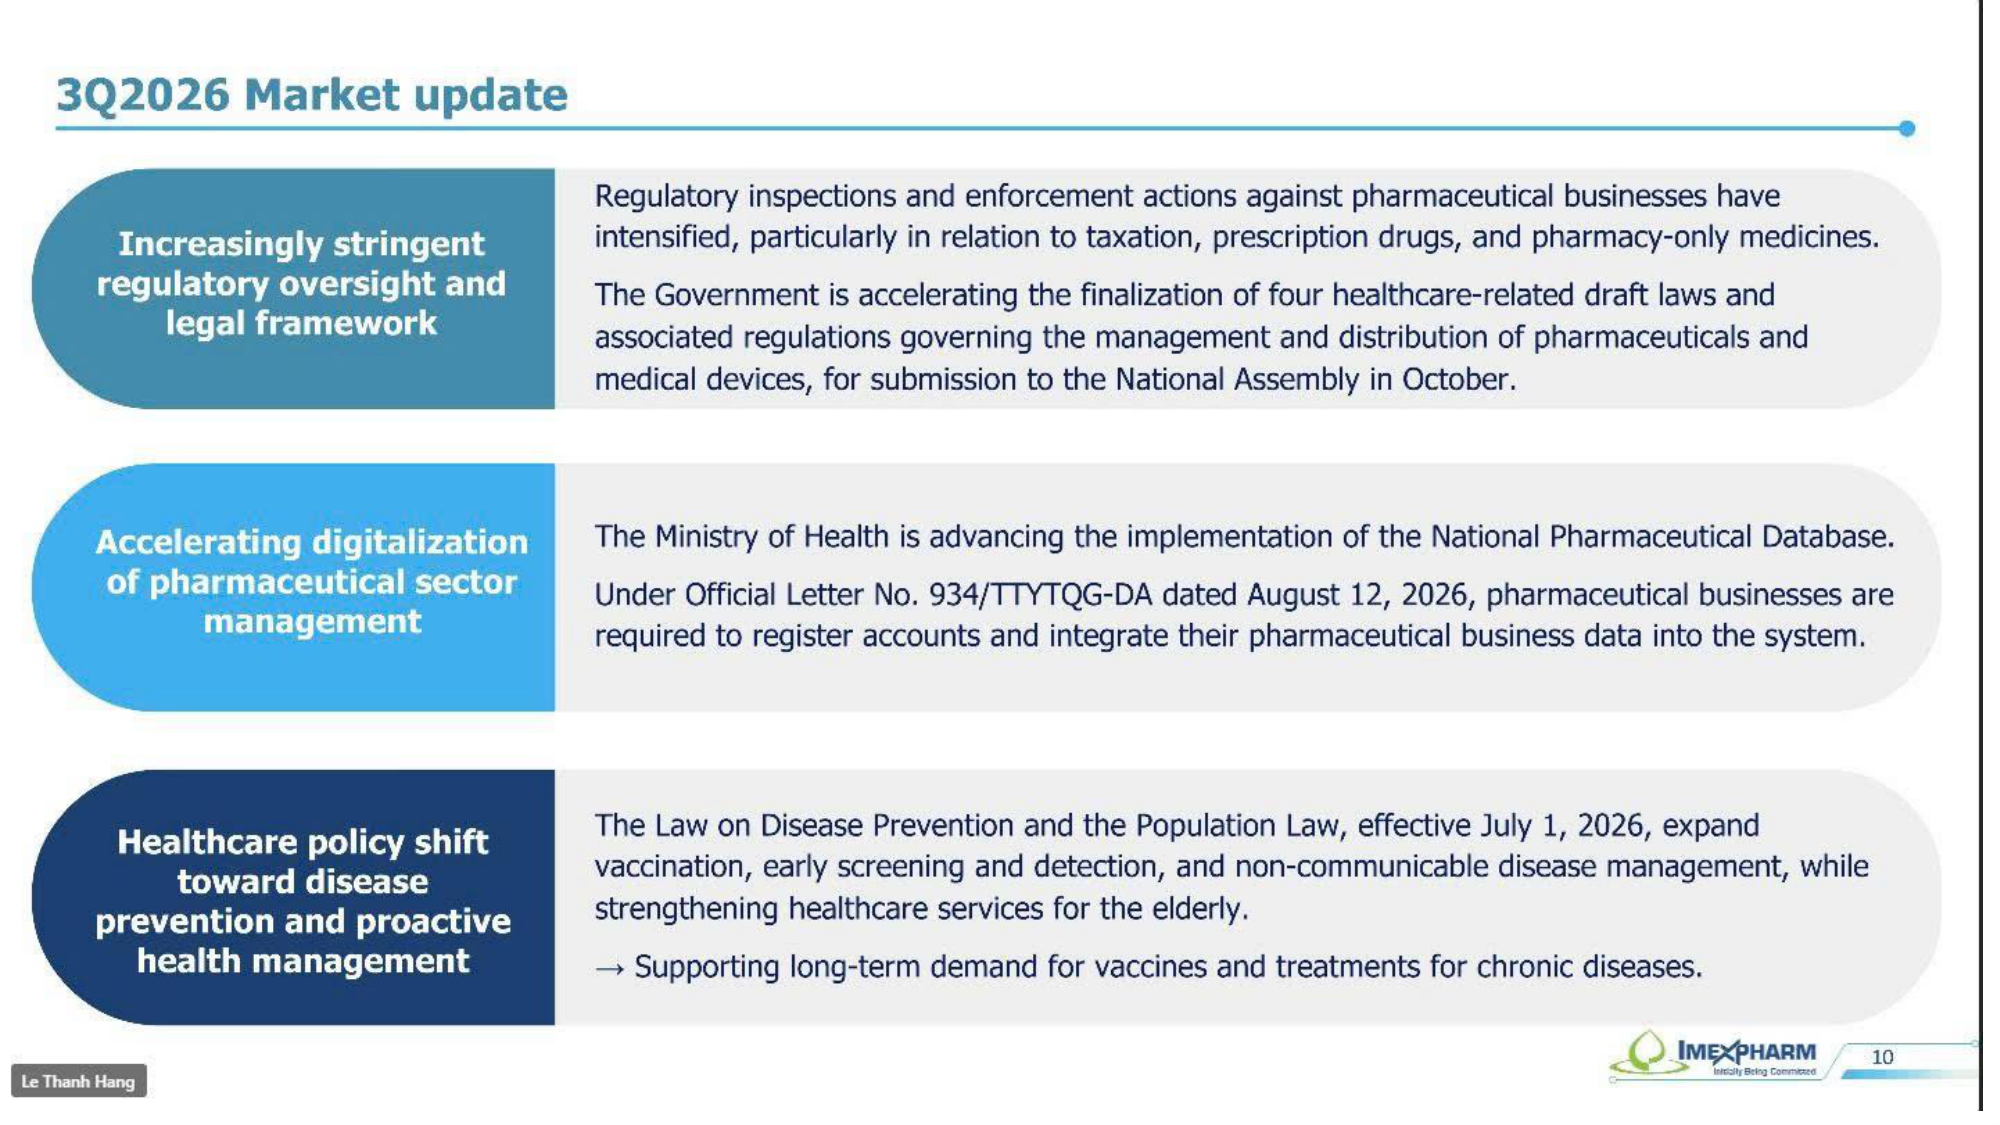 3Q2026 Market update
Increasingly stringent
regulatory oversight and
legal framework
Regulatory inspections and enforcement actions against pharmaceutical businesses have
intensified, particularly in relation to taxation, prescription drugs, and pharmacy-only medicines.
The Government is accelerating the finalization of four healthcare-related draft laws and
associated regulations governing the management and distribution of pharmaceuticals and
medical devices, for submission to the National Assembly in October.
Accelerating digitalization
of pharmaceutical sector
management
The Ministry of Health is advancing the implementation of the National Pharmaceutical Database.
Under Official Letter No. 934/TTYTQG-DA dated August 12, 2026, pharmaceutical businesses are
required to register accounts and integrate their pharmaceutical business data into the system.
Healthcare policy shift
toward disease
prevention and proactive
health management
The Law on Disease Prevention and the Population Law, effective July 1, 2026, expand
vaccination, early screening and detection, and non-communicable disease management, while
strengthening healthcare services for the elderly.
→ Supporting long-term demand for vaccines and treatments for chronic diseases.
IMEXPHARM
Initially Being Committed
10
Le Thanh Hang